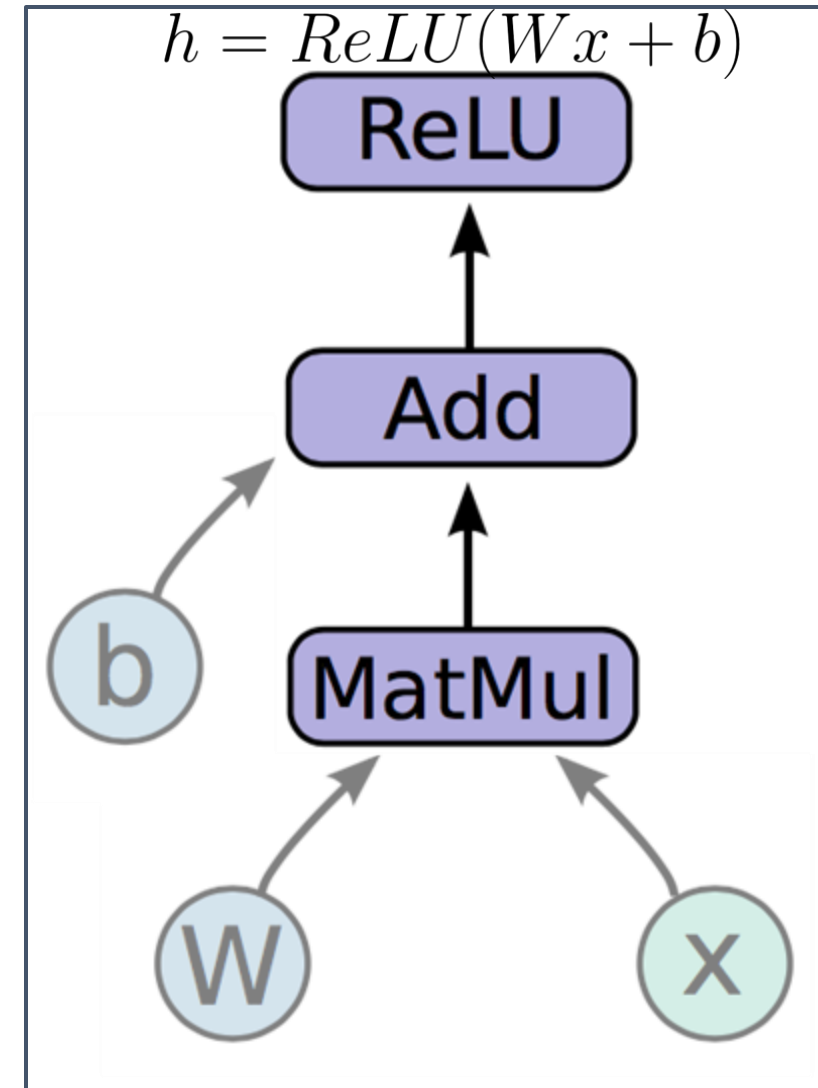 h = ReLU(Wx + b)
ReLU
Add
b
MatMul
W
x